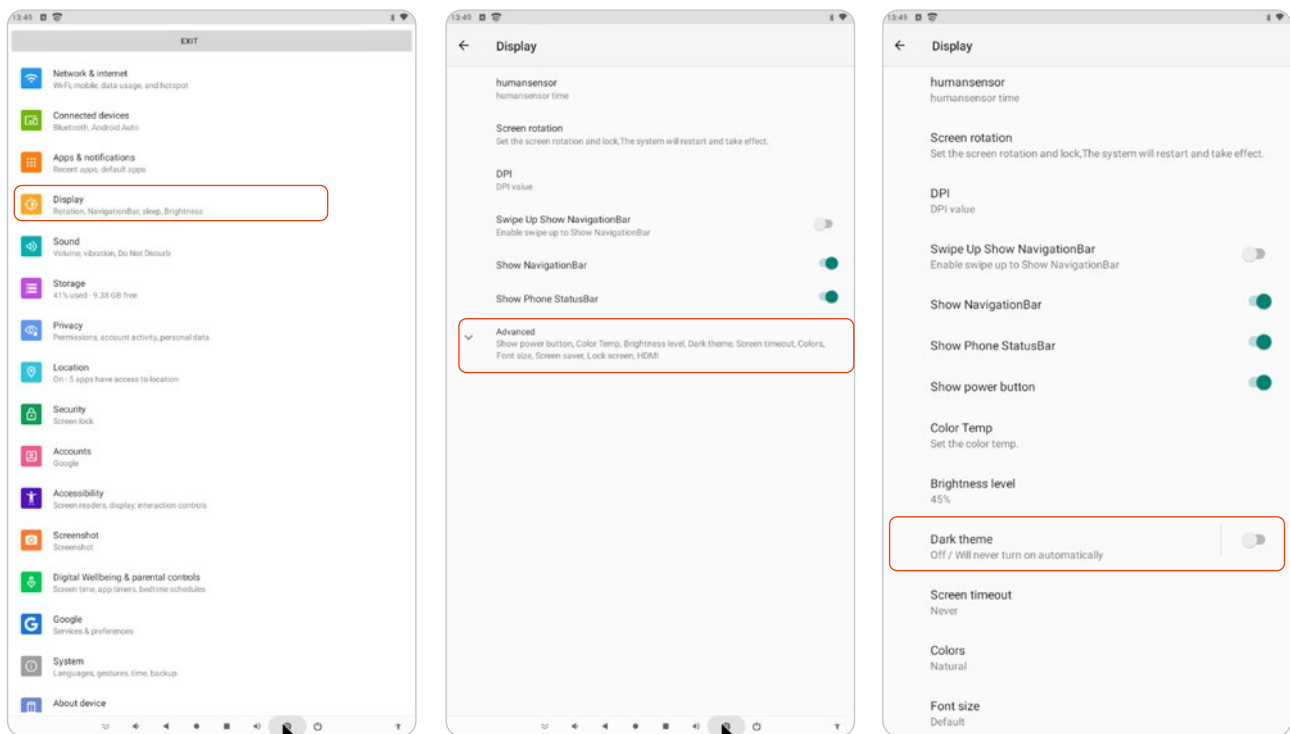 13:49
EXIT
Network & internet
Wi-Fi, mobile, data usage, and hotspot
Connected devices
Bluetooth, Android Auto
Apps & notifications
Recent apps, default apps
Display
Rotation, NavigationBar, sleep, Brightness
Sound
Volume, vibration, Do Not Disturb
Storage
41% used - 9.38 GB free
Privacy
Permissions, account activity, personal data
Location
On - 5 apps have access to location
Security
Screen lock
Accounts
Google
Accessibility
Screen readers, display, interaction controls
Screenshot
Screenshot
Digital Wellbeing & parental controls
Screen time, app timers, bedtime schedules
Google
Services & preferences
System
Languages, gestures, time, backup
About device
13:49
Display
humansensor
humansensor time
Screen rotation
Set the screen rotation and lock,The system will restart and take effect.
DPI
DPI value
Swipe Up Show NavigationBar
Enable swipe up to Show NavigationBar
Show NavigationBar
Show Phone StatusBar
Advanced
Show power button, Color Temp, Brightness level, Dark theme, Screen timeout, Colors,
Font size, Screen saver, Lock screen, HDMI
13:49
Display
humansensor
humansensor time
Screen rotation
Set the screen rotation and lock,The system will restart and take effect.
DPI
DPI value
Swipe Up Show NavigationBar
Enable swipe up to Show NavigationBar
Show NavigationBar
Show Phone StatusBar
Show power button
Color Temp
Set the color temp.
Brightness level
45%
Dark theme
Off / Will never turn on automatically
Screen timeout
Never
Colors
Natural
Font size
Default